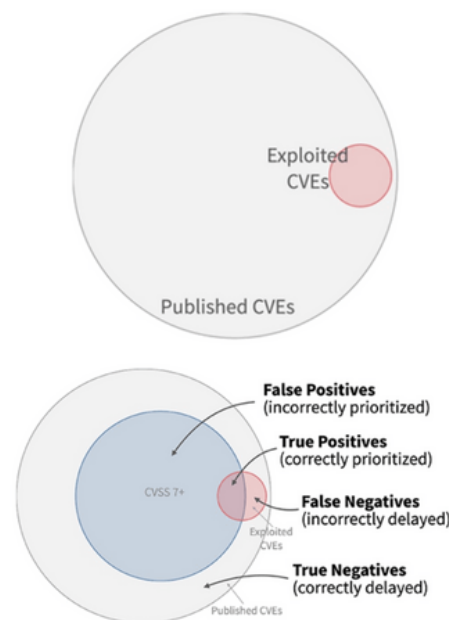 Exploited
CVEs
Published CVEs
False Positives
(incorrectly prioritized)
True Positives
(correctly prioritized)
CVSS 7+
False Negatives
(incorrectly delayed)
Exploited
CVEs
True Negatives
(correctly delayed)
Published CVEs